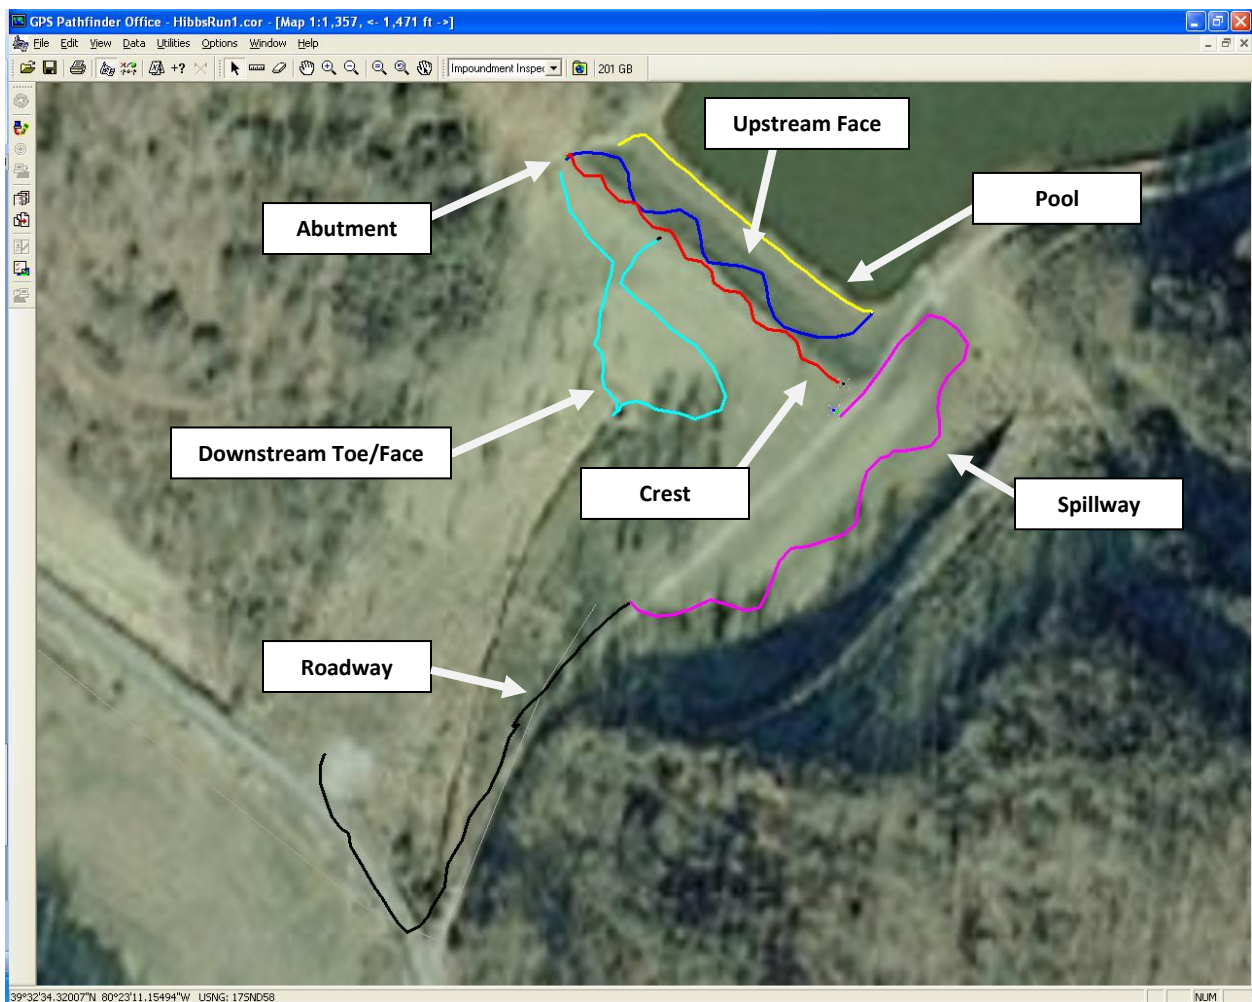 GPS Pathfinder Office - HibbsRun1.cor - [Map 1:1,357, <- 1,471 ft ->]
File Edit View Data Utilities Options Window Help
+? Impoundment Inspec 201 GB
Upstream Face
Pool
Abutment
Downstream Toe/Face
Crest
Spillway
Roadway
39°32'34.32007"N 80°23'11.15494"W USNG: 17SND58 NUM